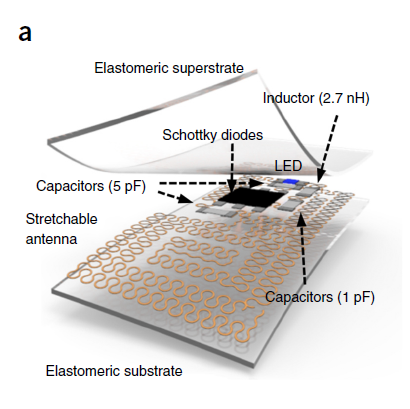 a
Elastomeric superstrate
Inductor (2.7 nH)
Schottky diodes
LED
Capacitors (5 pF)
Stretchable
antenna
Capacitors (1 pF)
Elastomeric substrate